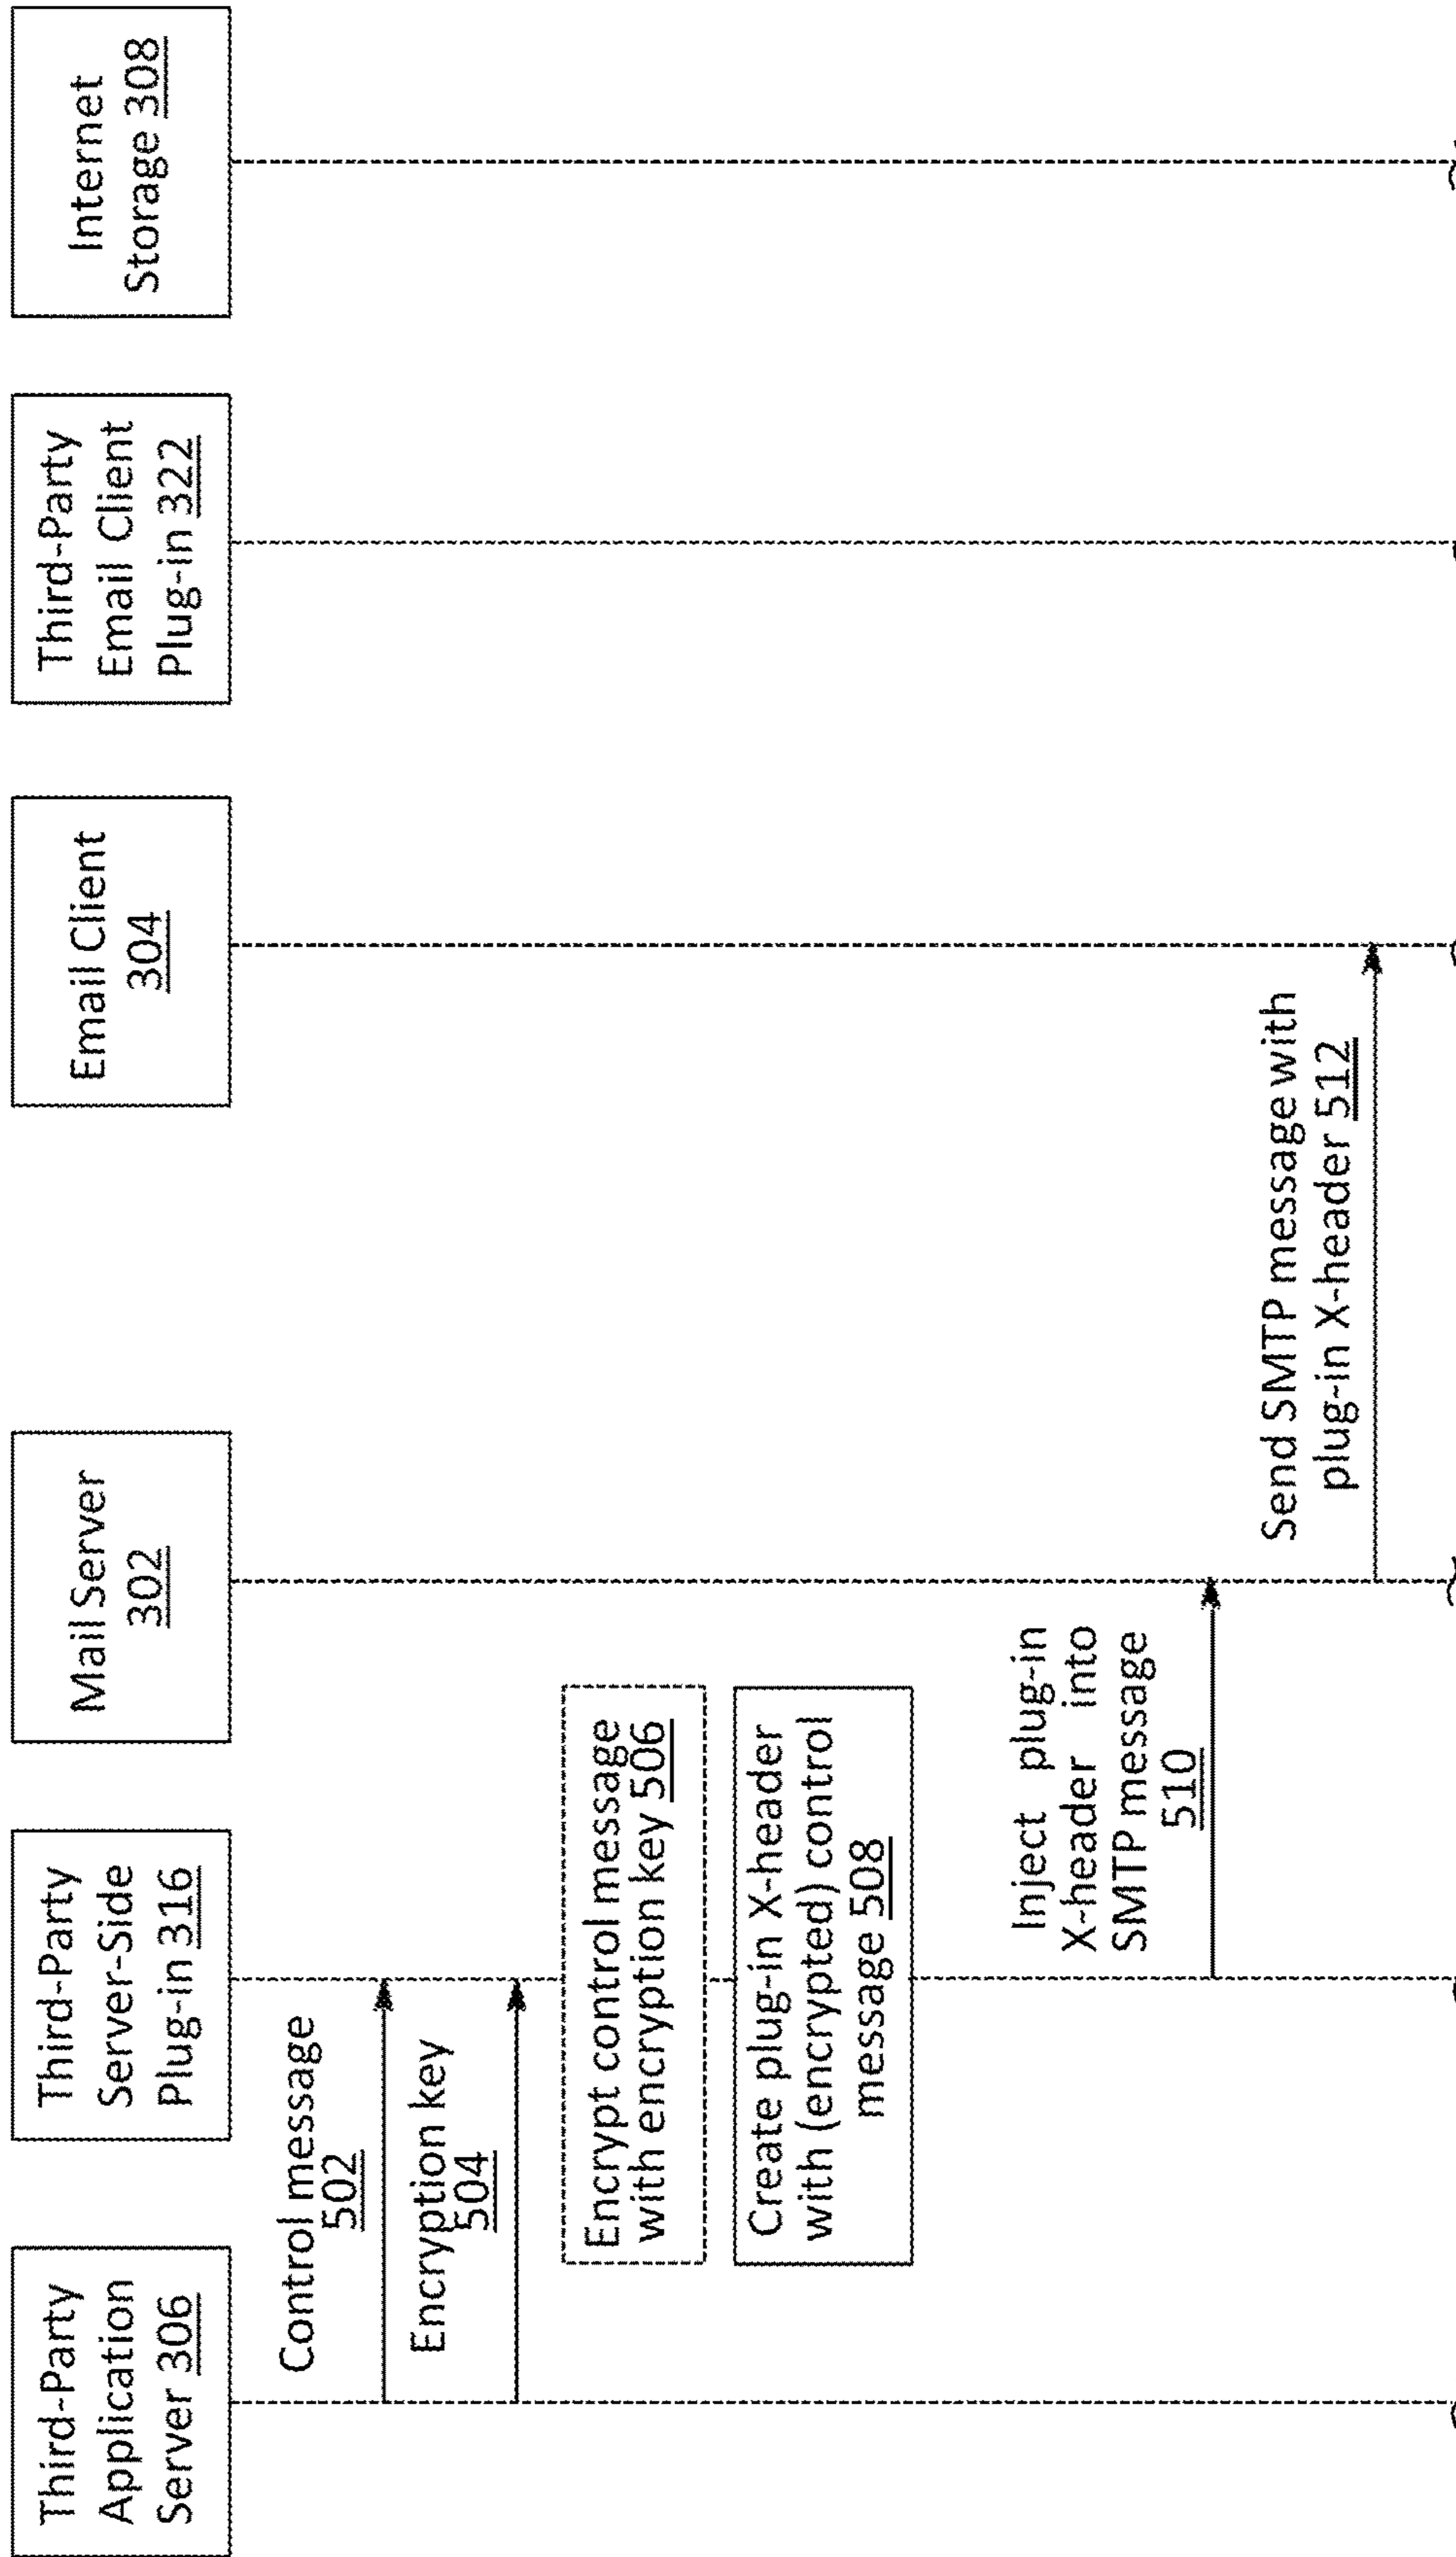 Third-Party
Application
Server 306
Third-Party
Server-Side
Plug-in 316
Mail Server
302
Email Client
304
Third-Party
Email Client
Plug-in 322
Internet
Storage 308
Control message
502
Encryption key
504
Encrypt control message
with encryption key 506
Create plug-in X-header
with (encrypted) control
message 508
Inject plug-in
X-header into
SMTP message
510
Send SMTP message with
plug-in X-header 512